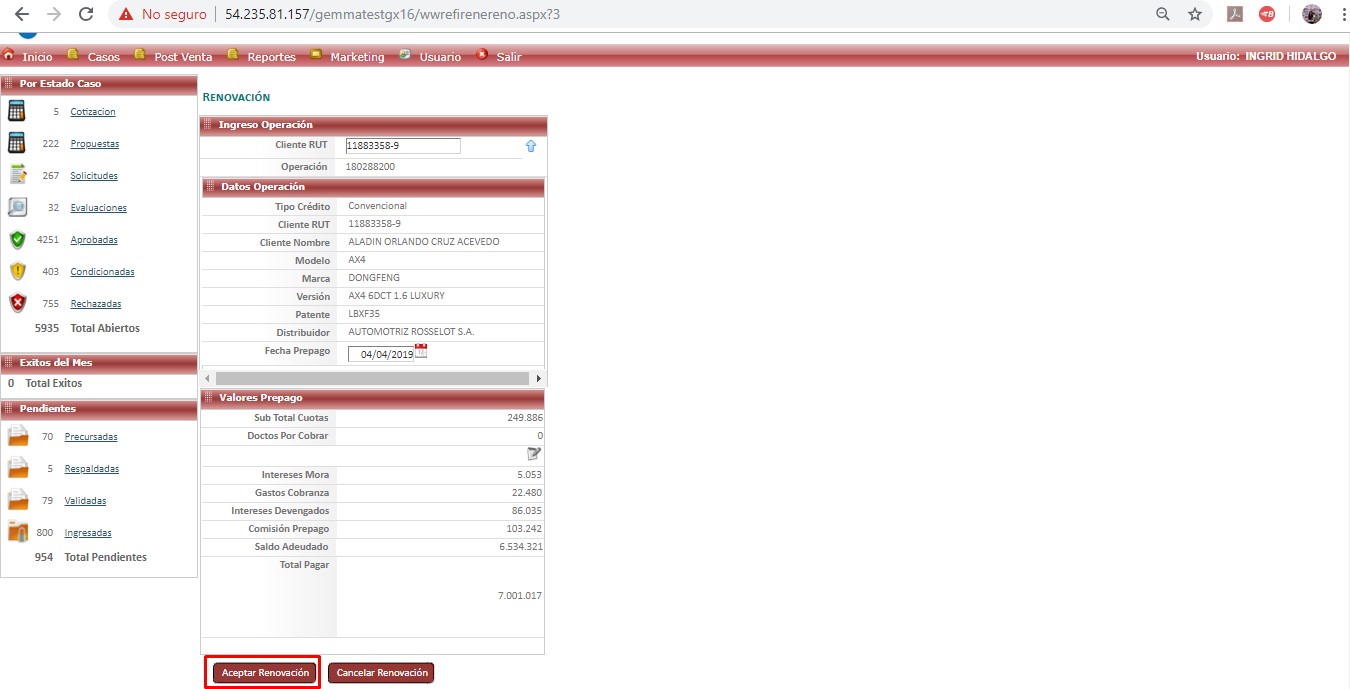 No seguro 54.235.81.157/gemmatestgx16/wwrefirenereno.aspx?3
Inicio Casos Post Venta Reportes Marketing Usuario Salir Usuario: INGRID HIDALGO
Por Estado Caso
5 Cotizacion
222 Propuestas
267 Solicitudes
32 Evaluaciones
4251 Aprobadas
403 Condicionadas
755 Rechazadas
5935 Total Abiertos
Exitos del Mes
0 Total Exitos
Pendientes
70 Precursadas
5 Respaldadas
79 Validadas
800 Ingresadas
954 Total Pendientes
RENOVACIÓN
Ingreso Operación
Cliente RUT 11883358-9
Operación 180288200
Datos Operación
Tipo Crédito Convencional
Cliente RUT 11883358-9
Cliente Nombre ALADIN ORLANDO CRUZ ACEVEDO
Modelo AX4
Marca DONGFENG
Versión AX4 6DCT 1.6 LUXURY
Patente LBXF35
Distribuidor AUTOMOTRIZ ROSSELOT S.A.
Fecha Prepago 04/04/2019
Valores Prepago
Sub Total Cuotas 249.886
Doctos Por Cobrar 0
Intereses Mora 5.053
Gastos Cobranza 22.480
Intereses Devengados 86.035
Comisión Prepago 103.242
Saldo Adeudado 6.534.321
Total Pagar
7.001.017
Aceptar Renovación Cancelar Renovación